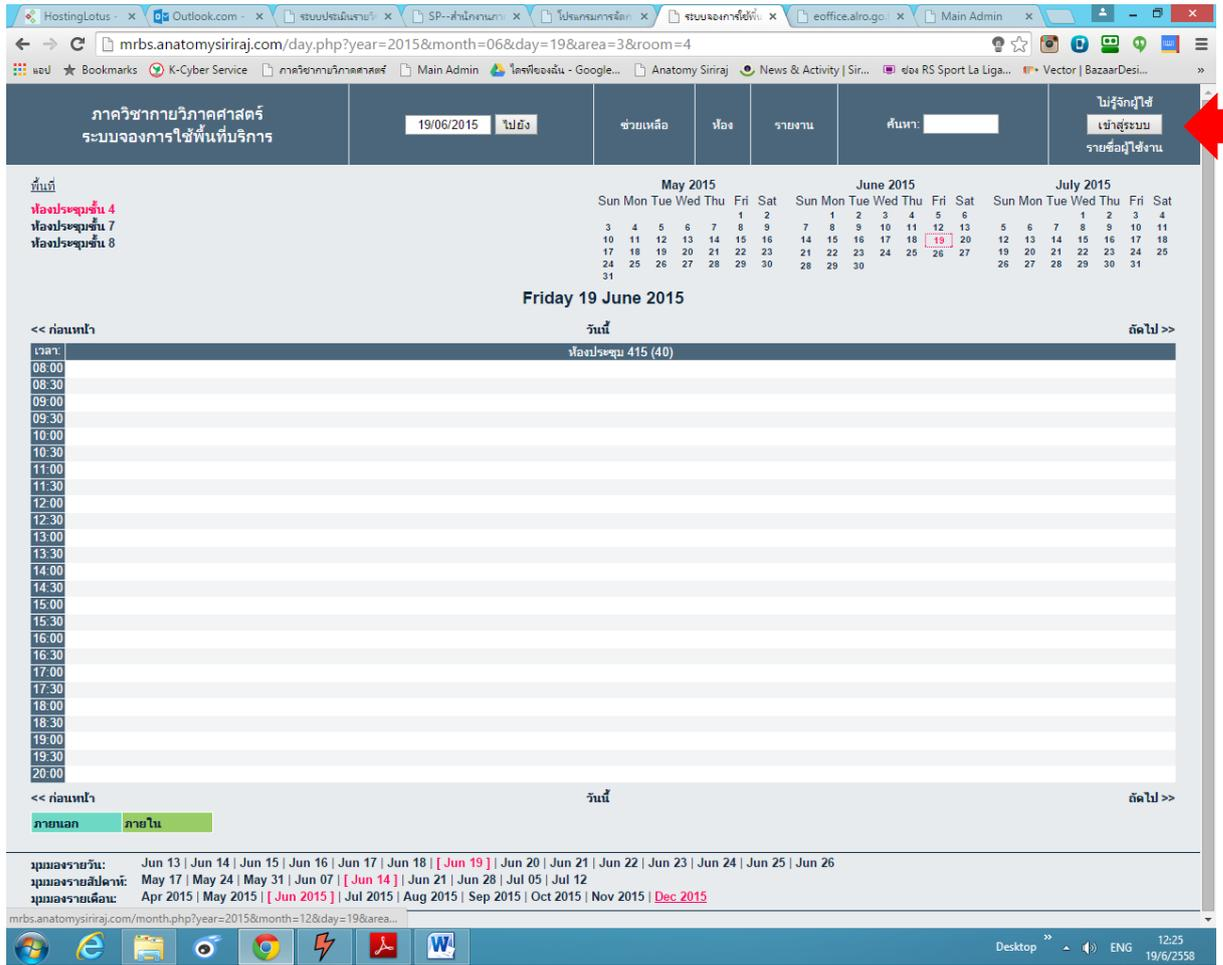 HostingLotus - Outlook.com - ระบบประเมินรายวิ SP--สำนักงานภา โปรแกรมการจัดก ระบบจองการใช้พื้น eoffice.alro.go.t Main Admin
mrbs.anatomysiriraj.com/day.php?year=2015&month=06&day=19&area=3&room=4
แอป Bookmarks K-Cyber Service ภาควิชากายวิภาคศาสตร์ Main Admin ไดรฟ์ของฉัน - Google... Anatomy Siriraj News & Activity | Sir... ช่อง RS Sport La Liga... Vector | BazaarDesi... »
ภาควิชากายวิภาคศาสตร์
ระบบจองการใช้พื้นที่บริการ
19/06/2015 ไปยัง
ช่วยเหลือ ห้อง รายงาน ค้นหา:
ไม่รู้จักผู้ใช้
เข้าสู่ระบบ
รายชื่อผู้ใช้งาน
พื้นที่
ห้องประชุมชั้น 4
ห้องประชุมชั้น 7
ห้องประชุมชั้น 8
May 2015
Sun Mon Tue Wed Thu Fri Sat
1 2
3 4 5 6 7 8 9
10 11 12 13 14 15 16
17 18 19 20 21 22 23
24 25 26 27 28 29 30
31
June 2015
Sun Mon Tue Wed Thu Fri Sat
1 2 3 4 5 6
7 8 9 10 11 12 13
14 15 16 17 18 19 20
21 22 23 24 25 26 27
28 29 30
July 2015
Sun Mon Tue Wed Thu Fri Sat
1 2 3 4
5 6 7 8 9 10 11
12 13 14 15 16 17 18
19 20 21 22 23 24 25
26 27 28 29 30 31
Friday 19 June 2015
<< ก่อนหน้า วันนี้ ถัดไป >>
เวลา: ห้องประชุม 415 (40)
08:00
08:30
09:00
09:30
10:00
10:30
11:00
11:30
12:00
12:30
13:00
13:30
14:00
14:30
15:00
15:30
16:00
16:30
17:00
17:30
18:00
18:30
19:00
19:30
20:00
<< ก่อนหน้า วันนี้ ถัดไป >>
ภายนอก ภายใน
มุมมองรายวัน: Jun 13 | Jun 14 | Jun 15 | Jun 16 | Jun 17 | Jun 18 | [ Jun 19 ] | Jun 20 | Jun 21 | Jun 22 | Jun 23 | Jun 24 | Jun 25 | Jun 26
มุมมองรายสัปดาห์: May 17 | May 24 | May 31 | Jun 07 | [ Jun 14 ] | Jun 21 | Jun 28 | Jul 05 | Jul 12
มุมมองรายเดือน: Apr 2015 | May 2015 | [ Jun 2015 ] | Jul 2015 | Aug 2015 | Sep 2015 | Oct 2015 | Nov 2015 | Dec 2015
mrbs.anatomysiriraj.com/month.php?year=2015&month=12&day=19&area...
Desktop » ENG 12:25
19/6/2558